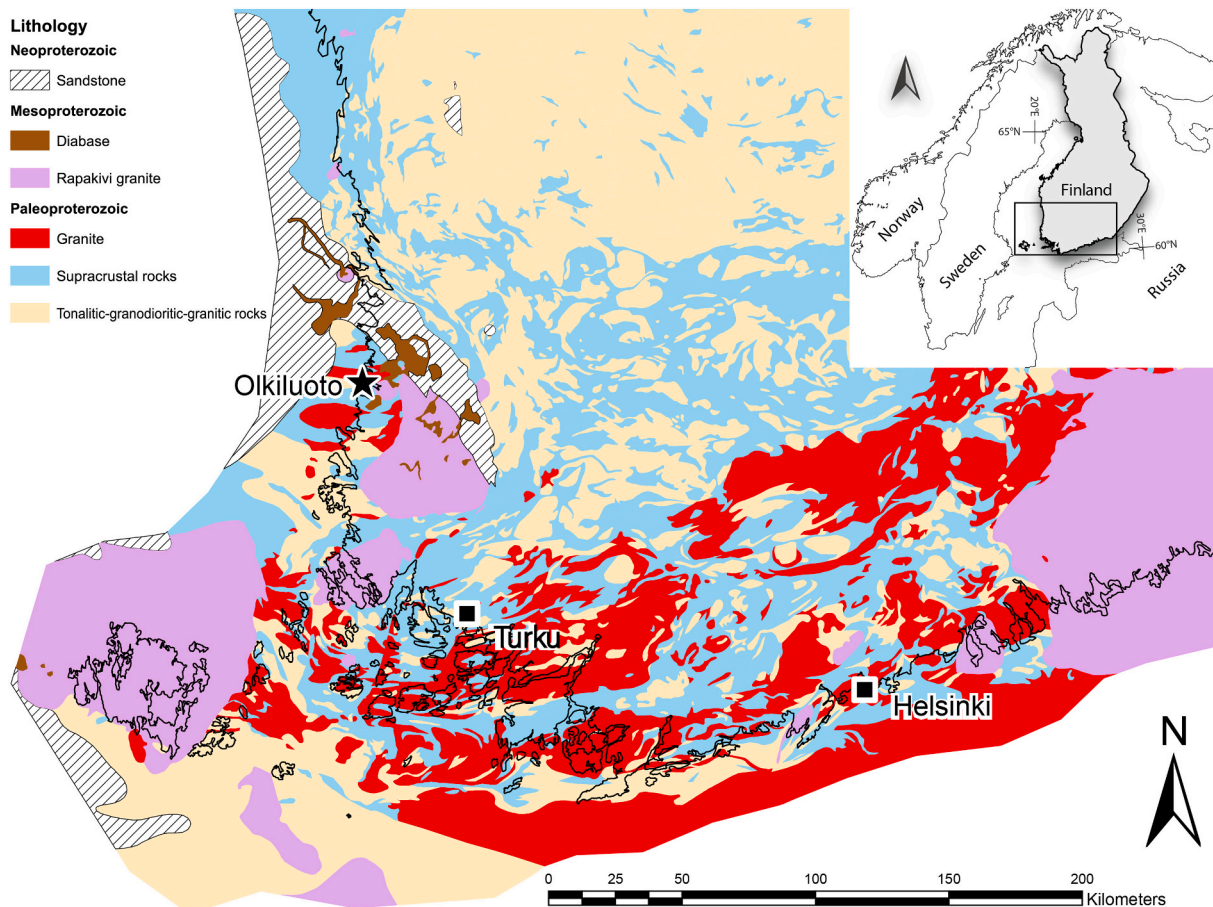 Lithology
Neoproterozoic
Sandstone
Mesoproterozoic
Diabase
Rapakivi granite
Paleoproterozoic
Granite
Supracrustal rocks
Tonalitic-granodioritic-granitic rocks
20°E
65°N
Finland
Norway
Sweden
30°E
60°N
Russia
Olkiluoto
Turku
Helsinki
N
0 25 50 100 150 200
Kilometers